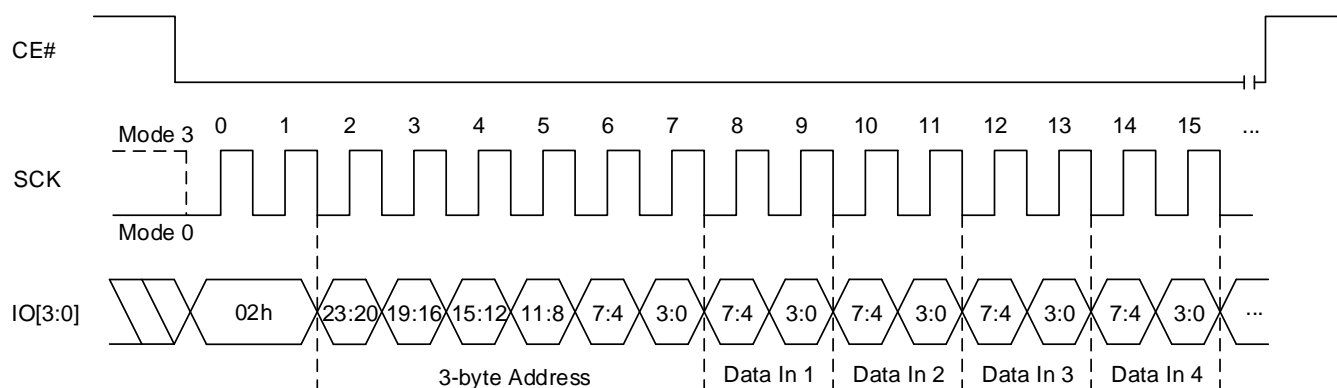 CE#
Mode 3 0 1 2 3 4 5 6 7 8 9 10 11 12 13 14 15 ...
SCK
Mode 0
IO[3:0] 02h 23:20 19:16 15:12 11:8 7:4 3:0 7:4 3:0 7:4 3:0 7:4 3:0 7:4 3:0 ...
3-byte Address Data In 1 Data In 2 Data In 3 Data In 4